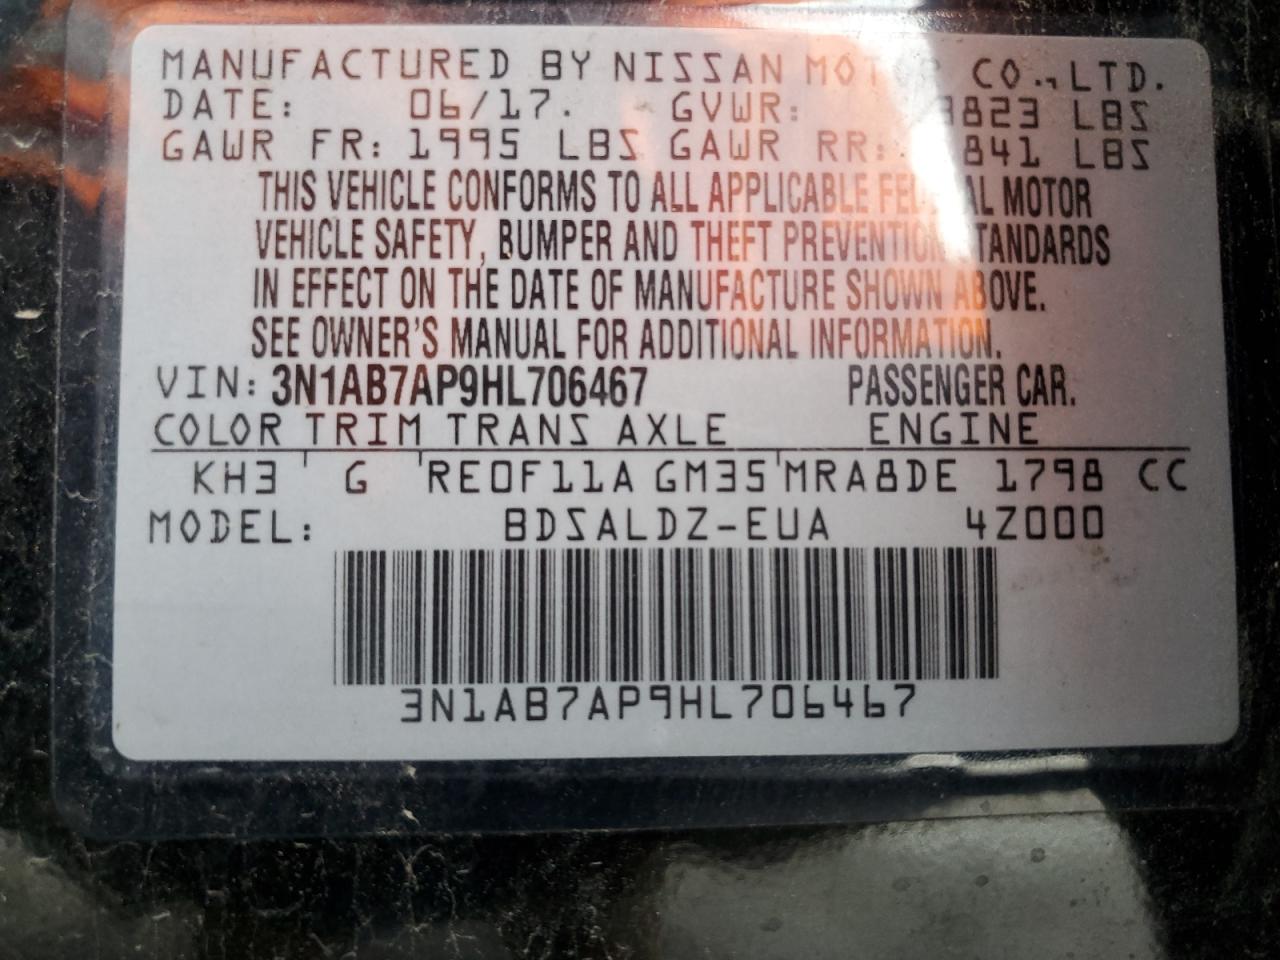 MANUFACTURED BY NISSAN MOTOR CO.,LTD.
DATE: 06/17. GVWR: 3823 LBS
GAWR FR: 1995 LBS GAWR RR: LBS
THIS VEHICLE CONFORMS TO ALL APPLICABLE FEDERAL MOTOR
VEHICLE SAFETY, BUMPER AND THEFT PREVENTION STANDARDS
IN EFFECT ON THE DATE OF MANUFACTURE SHOWN ABOVE.
SEE OWNER'S MANUAL FOR ADDITIONAL INFORMATION.
VIN: 3N1AB7AP9HL706467 PASSENGER CAR.
COLOR TRIM TRANS AXLE ENGINE
KH3 G RE0F11A GM35 MRA8DE 1798 CC
MODEL: BDSALDZ-EUA 4Z000
3N1AB7AP9HL706467